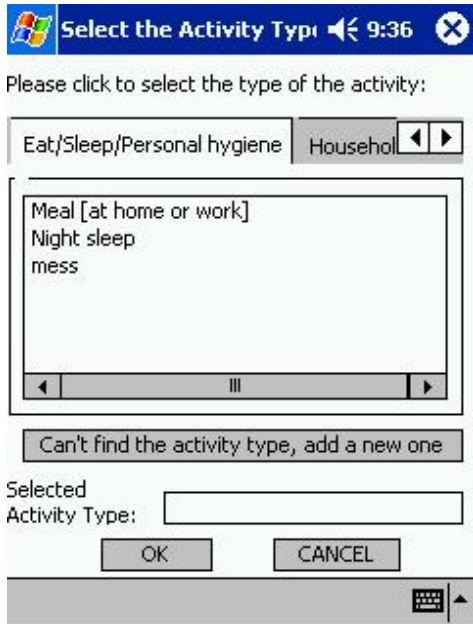 Select the Activity Typ 9:36
Please click to select the type of the activity:
Eat/Sleep/Personal hygiene Househol
Meal [at home or work]
Night sleep
mess
Can't find the activity type, add a new one
Selected
Activity Type:
OK CANCEL